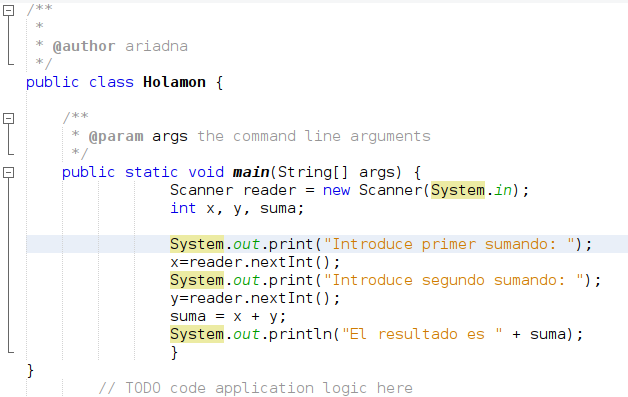 /**
*
* @author ariadna
*/
public class Holamon {
/**
* @param args the command line arguments
*/
public static void main(String[] args) {
Scanner reader = new Scanner(System.in);
int x, y, suma;
System.out.print("Introduce primer sumando: ");
x=reader.nextInt();
System.out.print("Introduce segundo sumando: ");
y=reader.nextInt();
suma = x + y;
System.out.println("El resultado es " + suma);
}
}
// TODO code application logic here